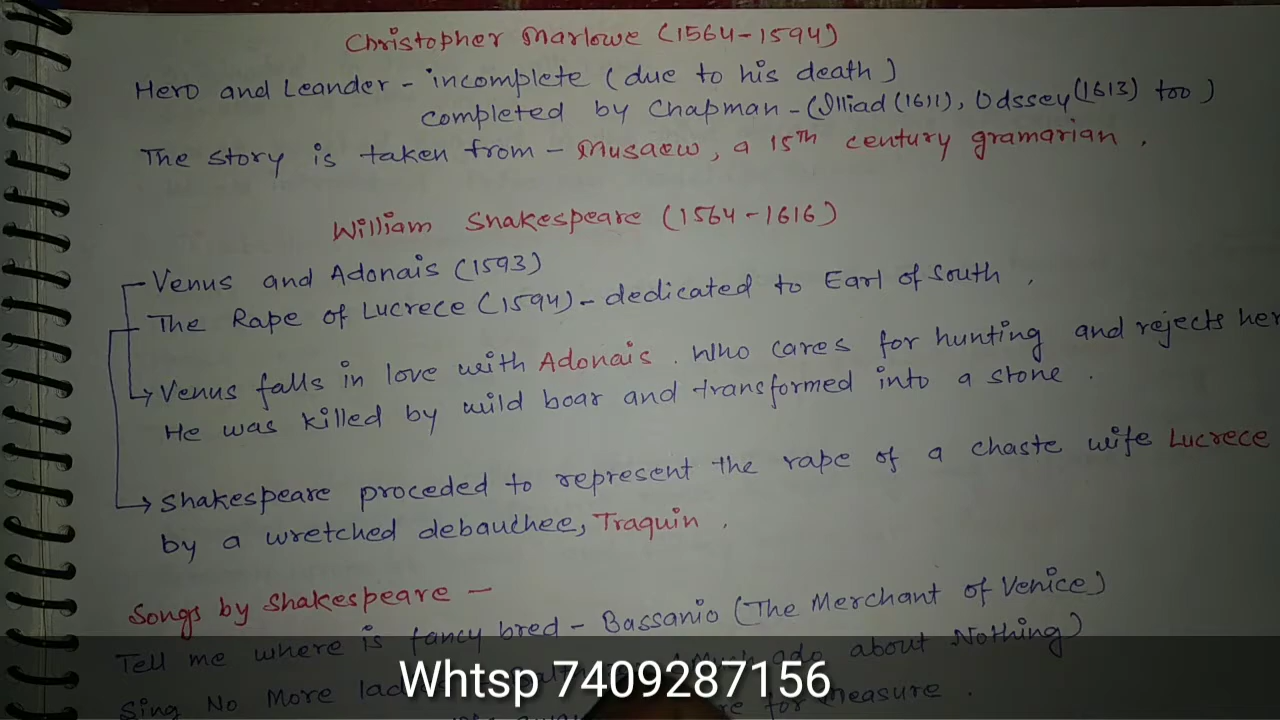 Christopher Marlowe (1564-1594)
Hero and Leander - incomplete (due to his death)
completed by Chapman - (Illiad (1611), Odssey (1613) too)
The story is taken from - Musaew, a 15th century gramarian.
William Shakespeare (1564-1616)
Venus and Adonais (1593)
The Rape of Lucrece (1594) - dedicated to Earl of South.
Venus falls in love with Adonais. Who cares for hunting and rejects her
He was killed by wild boar and transformed into a stone.
Shakespeare proceded to represent the rape of a chaste wife Lucrece
by a wretched debauchee, Traquin.
Songs by Shakespeare -
Tell me where is fancy bred - Bassanio (The Merchant of Venice)
Sing No More ado about Nothing)
for measure.
Whtsp 7409287156